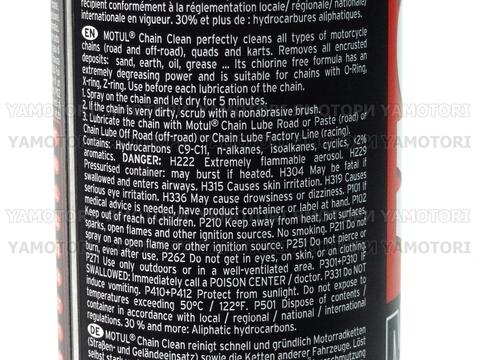 récipient conformément à la réglementation locale/ régionale/ nationale/
internationale en vigueur. 30% et plus de : hydrocarbures aliphatiques.
EN MOTUL® Chain Clean perfectly cleans all types of motorcycle
chains (road and off-road), quads and karts. Removes all encrusted
deposits: sand, earth, oil, grease ... Its chlorine free formula has an
extremely degreasing power and is suitable for chains with O-Ring,
X-ring, Z-ring. Use before each lubrication of the chain.
1. Spray on the chain and let dry for 5 minutes.
2. If the chain is very dirty, scrub with a nonabrasive brush.
3. Lubricate the chain with Motul® Chain Lube Road or Paste (road) or
Chain Lube Off Road (off-road) or Chain Lube Factory Line (racing).
Contains: Hydrocarbons C9-C11, n-alkanes, isoalkanes, cyclics, <2%
aromatics. DANGER: H222 Extremely flammable aerosol. H229
Pressurised container: may burst if heated. H304 May be fatal if
swallowed and enters airways. H315 Causes skin irritation. H319 Causes
serious eye irritation. H336 May cause drowsiness or dizziness. P101 If
medical advice is needed, have product container or label at hand. P102
Keep out of reach of children. P210 Keep away from heat, hot surfaces,
sparks, open flames and other ignition sources. No smoking. P211 Do not
spray on an open flame or other ignition source. P251 Do not pierce or
burn, even after use. P262 Do not get in eyes, on skin, or on clothing.
P271 Use only outdoors or in a well-ventilated area. P301+P310 IF
SWALLOWED: Immediately call a POISON CENTER / doctor. P331 Do NOT
induce vomiting. P410+P412 Protect from sunlight. Do not expose to
temperatures exceeding 50°C / 122°F. P501 Dispose of contents /
container in accordance with local / regional / national / international
regulations. 30 % and more: Aliphatic hydrocarbons.
DE MOTUL® Chain Clean reinigt schnell und gründlich Motorradketten
(Straßen- und Geländeeinsatz) sowie die Ketten anderer Fahrzeuge. Löst
selbst stark
YAMOTORI
YAMOTORI
YAMOTORI
YAMOTORI
YAMOTORI
YAMOTORI